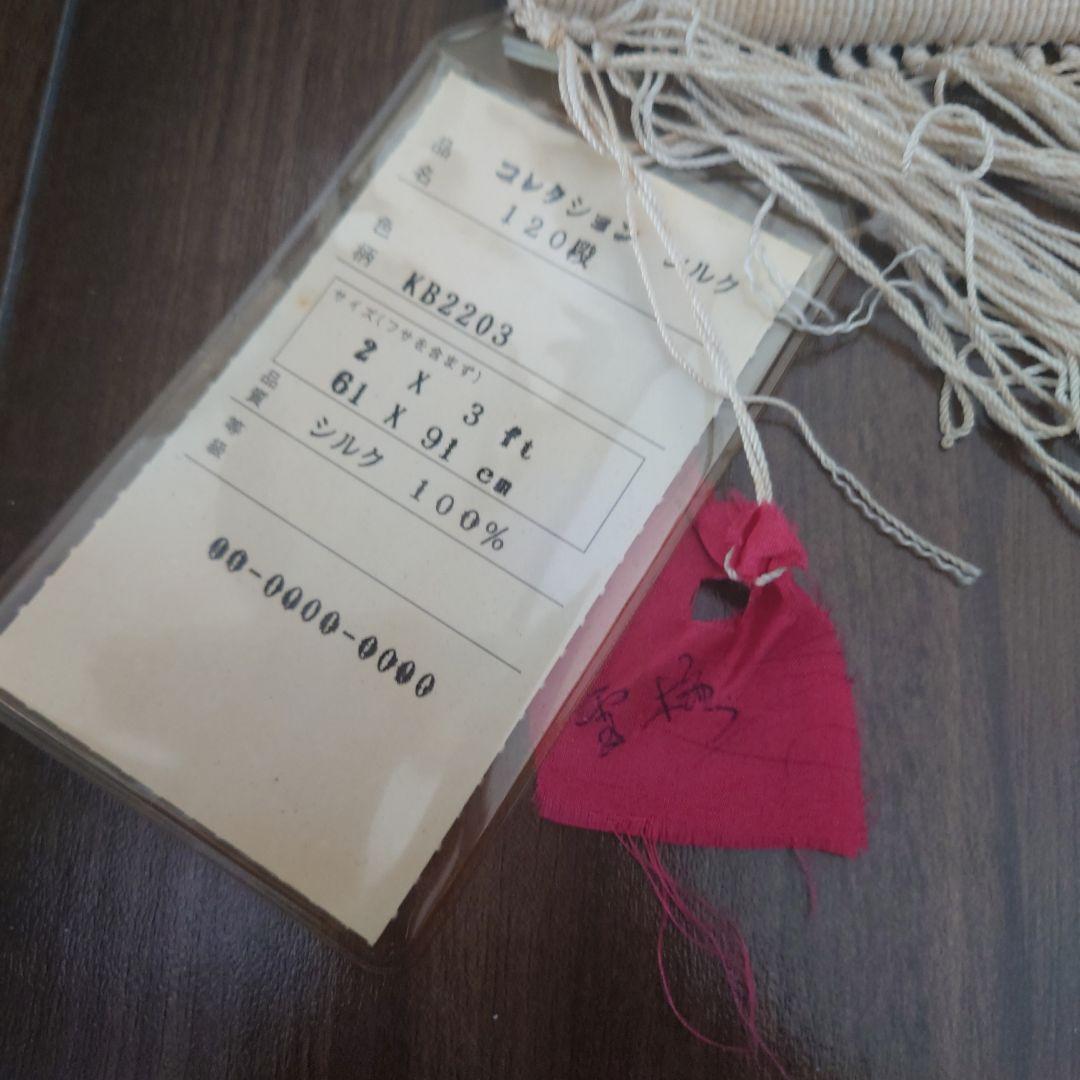 品名 コレクション シルク
120段
色柄 KB2203
サイズ(フサを含まず)
2 X 3 ft
61 X 91 cm
品質 シルク 100%
等級
00-0000-0000
雪梅